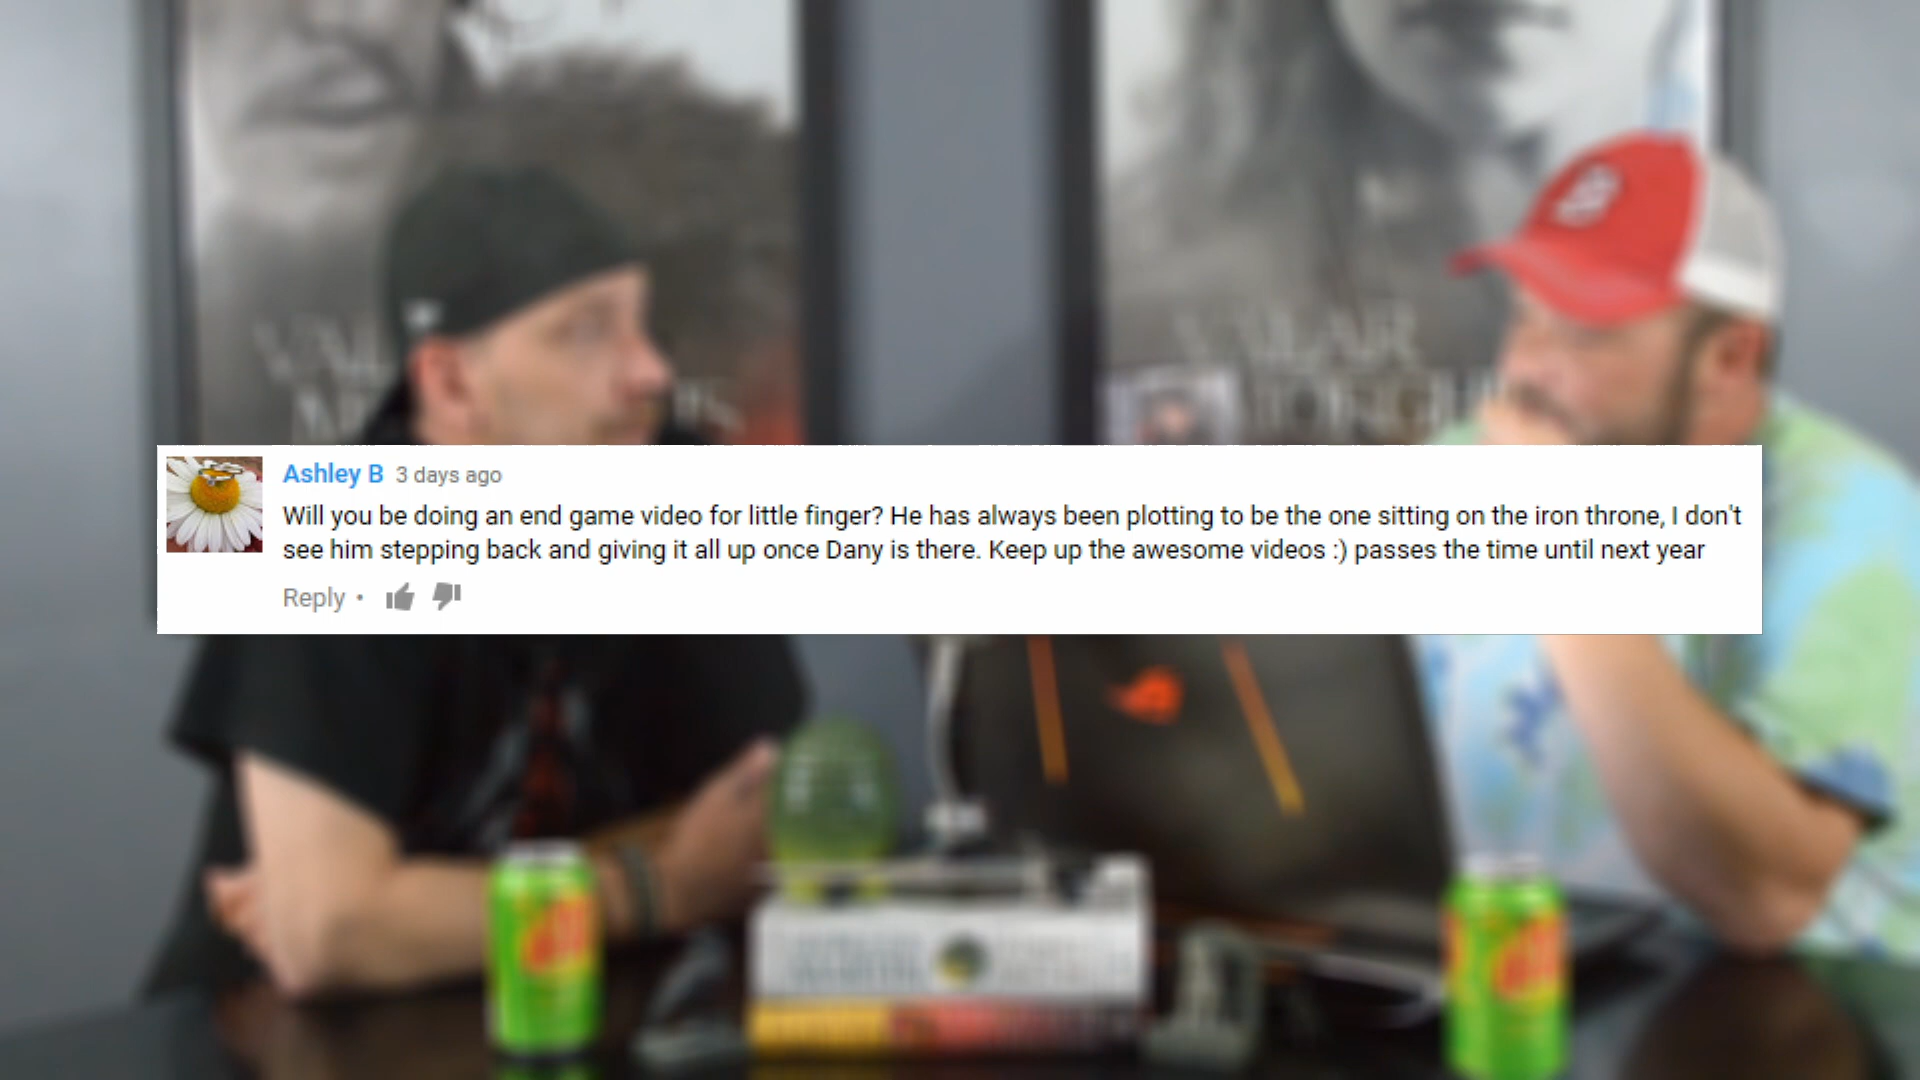 Ashley B 3 days ago
Will you be doing an end game video for little finger? He has always been plotting to be the one sitting on the iron throne, I don't
see him stepping back and giving it all up once Dany is there. Keep up the awesome videos :) passes the time until next year
Reply •